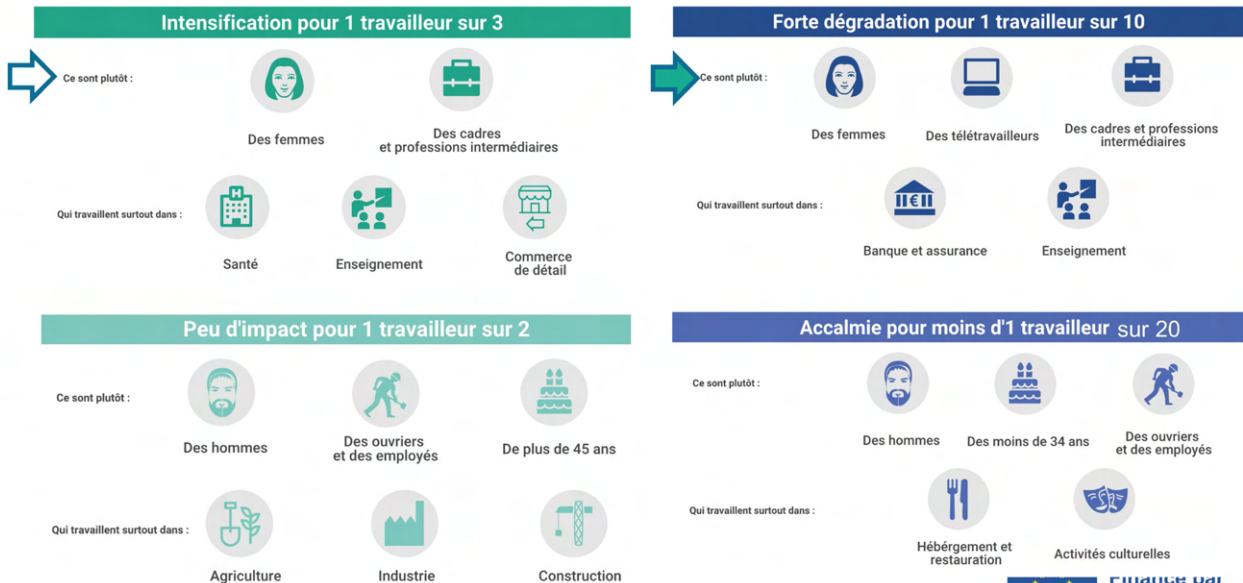 Intensification pour 1 travailleur sur 3
Ce sont plutôt :
Des femmes
Des cadres
et professions intermédiaires
Qui travaillent surtout dans :
H
Santé
Enseignement
Commerce
de détail
Forte dégradation pour 1 travailleur sur 10
Ce sont plutôt :
Des femmes
Des télétravailleurs
Des cadres et professions
intermédiaires
Qui travaillent surtout dans :
€
Banque et assurance
Enseignement
Peu d'impact pour 1 travailleur sur 2
Ce sont plutôt :
Des hommes
Des ouvriers
et des employés
De plus de 45 ans
Qui travaillent surtout dans :
Agriculture
Industrie
Construction
Accalmie pour moins d'1 travailleur sur 20
Ce sont plutôt :
Des hommes
Des moins de 34 ans
Des ouvriers
et des employés
Qui travaillent surtout dans :
Hébérgement et
restauration
Activités culturelles
Financé par